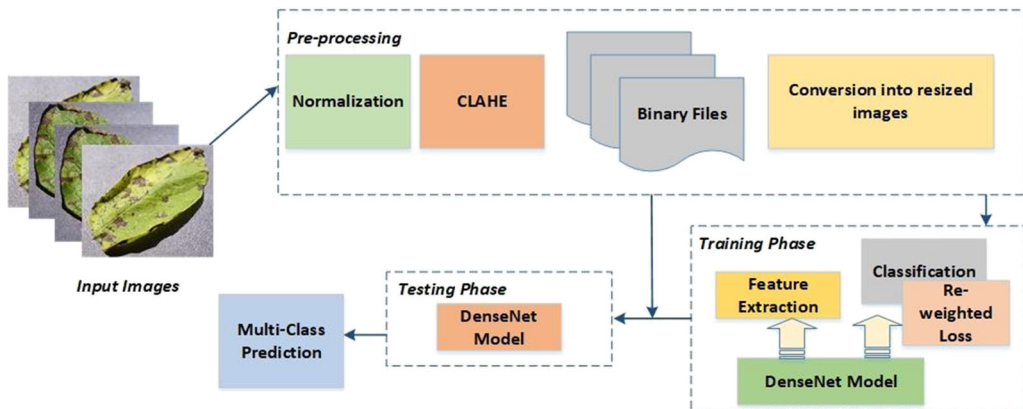 Pre-processing
Normalization
CLAHE
Binary Files
Conversion into resized
images
Input Images
Training Phase
Classification
Feature
Extraction
Re-
weighted
Loss
DenseNet Model
Testing Phase
DenseNet
Model
Multi-Class
Prediction